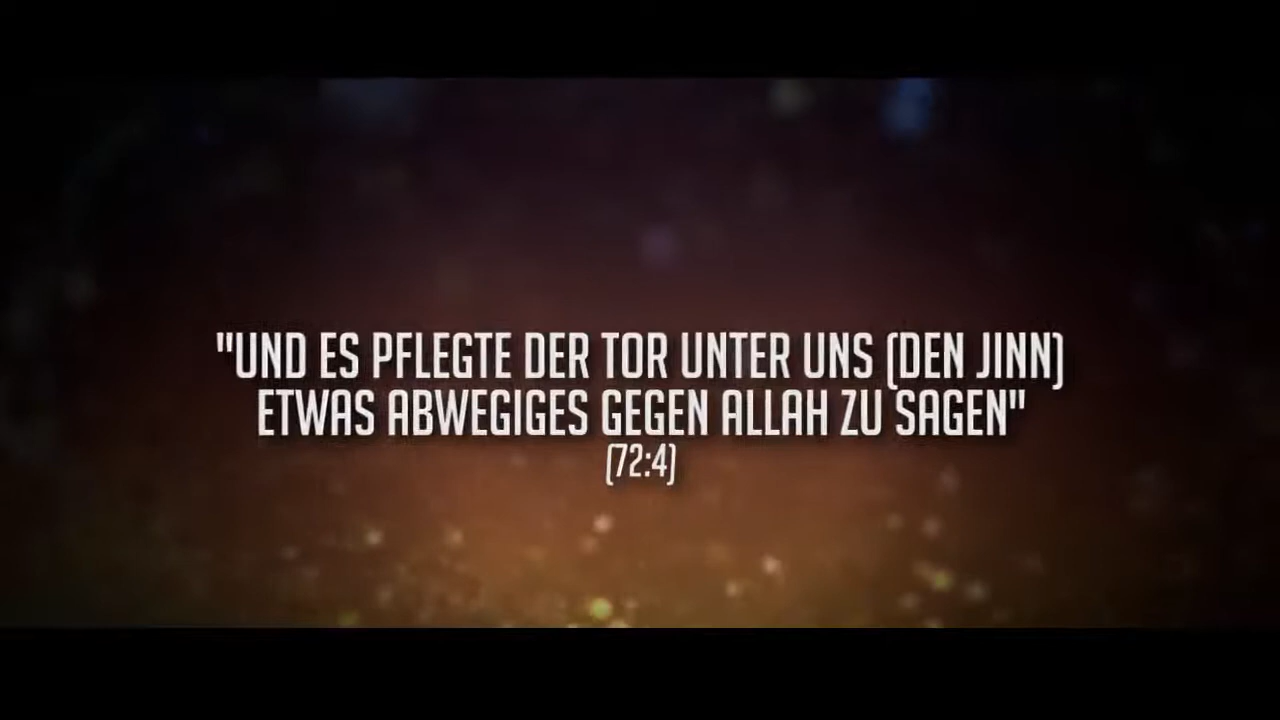 "UND ES PFLEGTE DER TOR UNTER UNS (DEN JINN)
ETWAS ABWEGIGES GEGEN ALLAH ZU SAGEN"
(72:4)